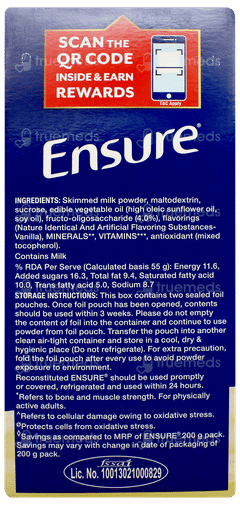 SCAN THE
QR CODE
INSIDE & EARN
REWARDS
T&C Apply
truemeds
Ensure®
INGREDIENTS: Skimmed milk powder, maltodextrin,
sucrose, edible vegetable oil (high oleic sunflower oil,
soy oil), fructo-oligosaccharide (4.0%), flavorings
(Nature Identical And Artificial Flavoring Substances-
Vanilla), MINERALS**, VITAMINS***, antioxidant (mixed
tocopherol).
Contains Milk
% RDA Per Serve (Calculated basis 55 g): Energy 11.6,
Added sugars 16.3, Total fat 9.4, Saturated fatty acid
10.0, Trans fatty acid 5.0, Sodium 8.7
STORAGE INSTRUCTIONS: This box contains two sealed foil
pouches. Once foil pouch has been opened, contents
should be used within 3 weeks. Please do not empty
the content of foil into the container and continue to use
powder from foil pouch. Transfer the pouch into another
clean air-tight container and store in a cool, dry &
hygienic place (Do not refrigerate). For extra precaution,
fold the foil pouch after every use to avoid powder
exposure to environment.
Reconstituted ENSURE® should be used promptly
or covered, refrigerated and used within 24 hours.
*Refers to bone and muscle strength. For physically
active adults.
^Refers to cellular damage owing to oxidative stress.
Protects cells from oxidative stress.
Savings as compared to MRP of ENSURE® 200 g pack.
Savings may vary with change in date of packaging of
200 g pack.
fssai
Lic. No. 10013021000829